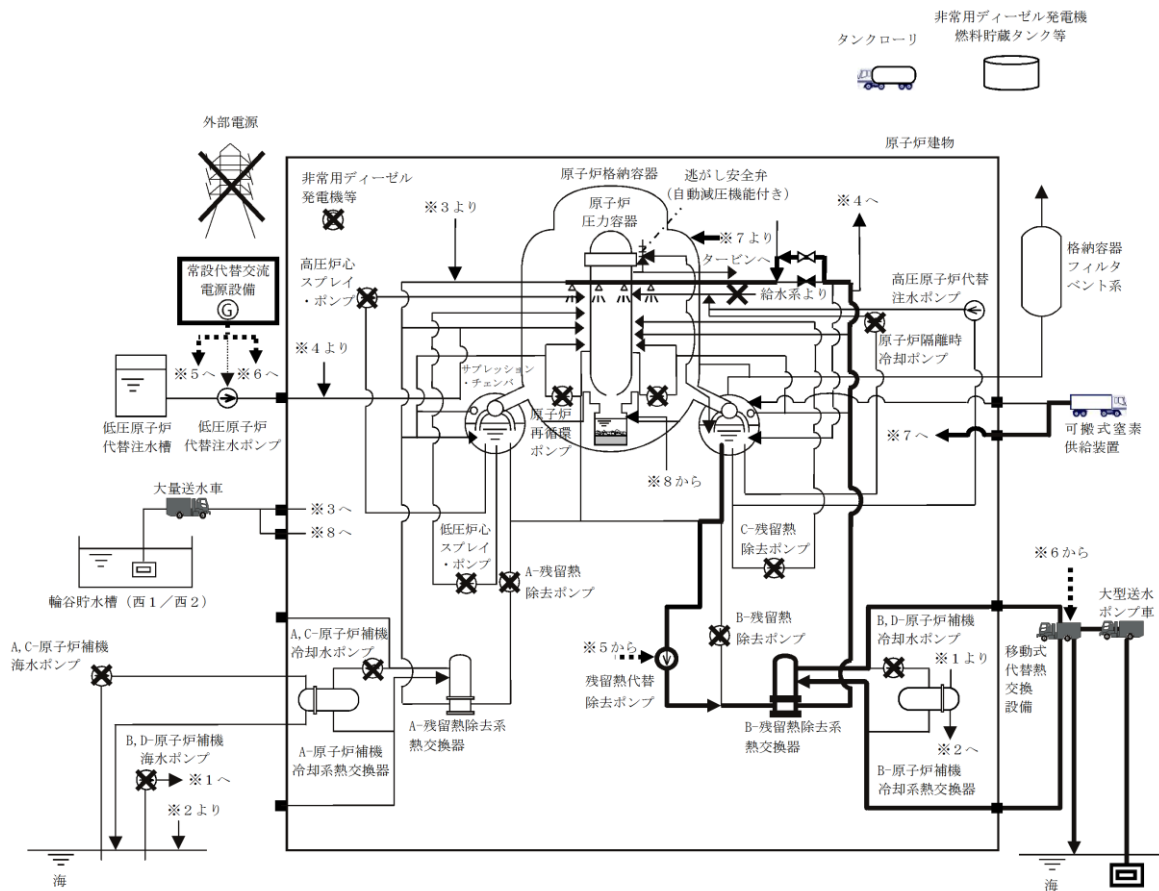 非常用ディーゼル発電機
燃料貯蔵タンク等
タンクローリ
外部電源
原子炉建物
非常用ディーゼル
発電機等
原子炉格納容器
逃がし安全弁
(自動減圧機能付き)
原子炉
圧力容器
※3より
※4へ
※7より
タービンへ
格納容器
フィルタ
ベント系
常設代替交流
電源設備
G
高圧炉心
スプレイ
・ポンプ
高圧原子炉代替
注水ポンプ
給水系より
原子炉隔離時
冷却ポンプ
※4より
※5へ
※6へ
サプレッション
・チェンバ
低圧原子炉
代替注水槽
低圧原子炉
代替注水ポンプ
原子炉
再循環
ポンプ
※7へ
可搬式窒素
供給装置
※8から
大量送水車
※3へ
※8へ
低圧炉心
スプレイ
・ポンプ
C-残留熱
除去ポンプ
※6から
輪谷貯水槽(西1/西2)
A-残留熱
除去ポンプ
大型送水
ポンプ車
B-残留熱
除去ポンプ
B,D-原子炉補機
冷却水ポンプ
A,C-原子炉補機
海水ポンプ
A,C-原子炉補機
冷却水ポンプ
※5から
※1より
移動式
代替熱
交換
設備
残留熱代替
除去ポンプ
A-残留熱除去系
熱交換器
B-残留熱除去系
熱交換器
※2へ
B,D-原子炉補機
海水ポンプ
A-原子炉補機
冷却系熱交換器
B-原子炉補機
冷却系熱交換器
※1へ
※2より
海
海